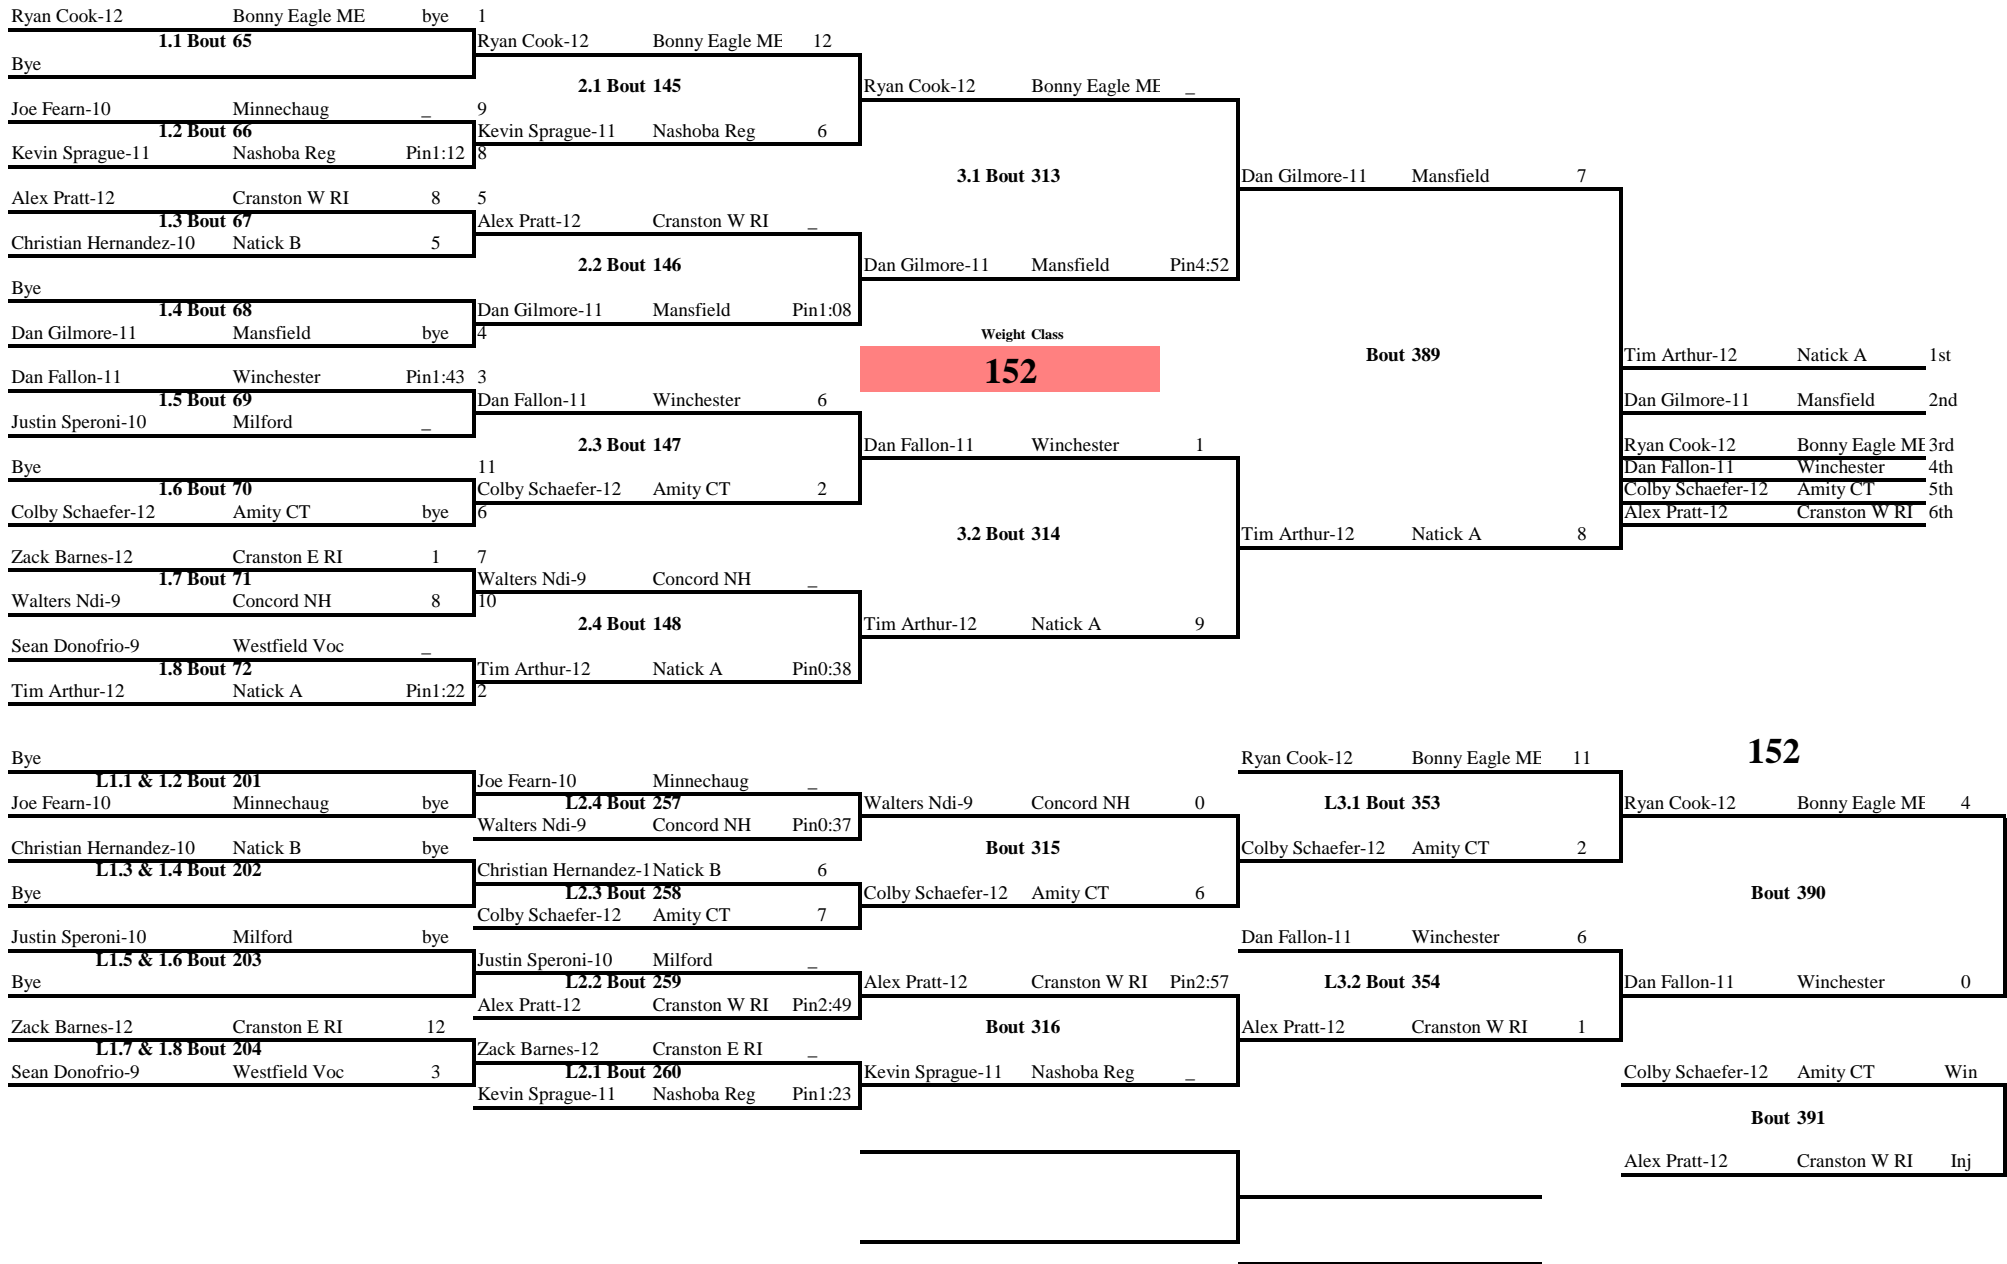 Ryan Cook-12 Bonny Eagle ME bye 1
1.1 Bout 65
Bye
Joe Fearn-10 Minnechaug _ 9
1.2 Bout 66
Kevin Sprague-11 Nashoba Reg Pin1:12 8
Alex Pratt-12 Cranston W RI 8 5
1.3 Bout 67
Christian Hernandez-10 Natick B 5
Bye
1.4 Bout 68
Dan Gilmore-11 Mansfield bye 4
Dan Fallon-11 Winchester Pin1:43 3
1.5 Bout 69
Justin Speroni-10 Milford _
Bye 11
1.6 Bout 70
Colby Schaefer-12 Amity CT bye 6
Zack Barnes-12 Cranston E RI 1 7
1.7 Bout 71
Walters Ndi-9 Concord NH 8 10
Sean Donofrio-9 Westfield Voc _
1.8 Bout 72
Tim Arthur-12 Natick A Pin1:22 2
Ryan Cook-12 Bonny Eagle ME 12
2.1 Bout 145
Kevin Sprague-11 Nashoba Reg 6
Alex Pratt-12 Cranston W RI _
2.2 Bout 146
Dan Gilmore-11 Mansfield Pin1:08
Dan Fallon-11 Winchester 6
2.3 Bout 147
Colby Schaefer-12 Amity CT 2
Walters Ndi-9 Concord NH _
2.4 Bout 148
Tim Arthur-12 Natick A Pin0:38
Ryan Cook-12 Bonny Eagle ME _
3.1 Bout 313
Dan Gilmore-11 Mansfield Pin4:52
Weight Class
152
Dan Fallon-11 Winchester 1
3.2 Bout 314
Tim Arthur-12 Natick A 9
Dan Gilmore-11 Mansfield 7
Bout 389
Tim Arthur-12 Natick A 8
Tim Arthur-12 Natick A 1st
Dan Gilmore-11 Mansfield 2nd
Ryan Cook-12 Bonny Eagle ME 3rd
Dan Fallon-11 Winchester 4th
Colby Schaefer-12 Amity CT 5th
Alex Pratt-12 Cranston W RI 6th
Bye
L1.1 & 1.2 Bout 201
Joe Fearn-10 Minnechaug bye
Christian Hernandez-10 Natick B bye
L1.3 & 1.4 Bout 202
Bye
Justin Speroni-10 Milford bye
L1.5 & 1.6 Bout 203
Bye
Zack Barnes-12 Cranston E RI 12
L1.7 & 1.8 Bout 204
Sean Donofrio-9 Westfield Voc 3
Joe Fearn-10 Minnechaug _
L2.4 Bout 257
Walters Ndi-9 Concord NH Pin0:37
Christian Hernandez-1 Natick B 6
L2.3 Bout 258
Colby Schaefer-12 Amity CT 7
Justin Speroni-10 Milford _
L2.2 Bout 259
Alex Pratt-12 Cranston W RI Pin2:49
Zack Barnes-12 Cranston E RI _
L2.1 Bout 260
Kevin Sprague-11 Nashoba Reg Pin1:23
Walters Ndi-9 Concord NH 0
Bout 315
Colby Schaefer-12 Amity CT 6
Alex Pratt-12 Cranston W RI Pin2:57
Bout 316
Kevin Sprague-11 Nashoba Reg _
Ryan Cook-12 Bonny Eagle ME 11
L3.1 Bout 353
Colby Schaefer-12 Amity CT 2
Dan Fallon-11 Winchester 6
L3.2 Bout 354
Alex Pratt-12 Cranston W RI 1
152
Ryan Cook-12 Bonny Eagle ME 4
Bout 390
Dan Fallon-11 Winchester 0
Colby Schaefer-12 Amity CT Win
Bout 391
Alex Pratt-12 Cranston W RI Inj